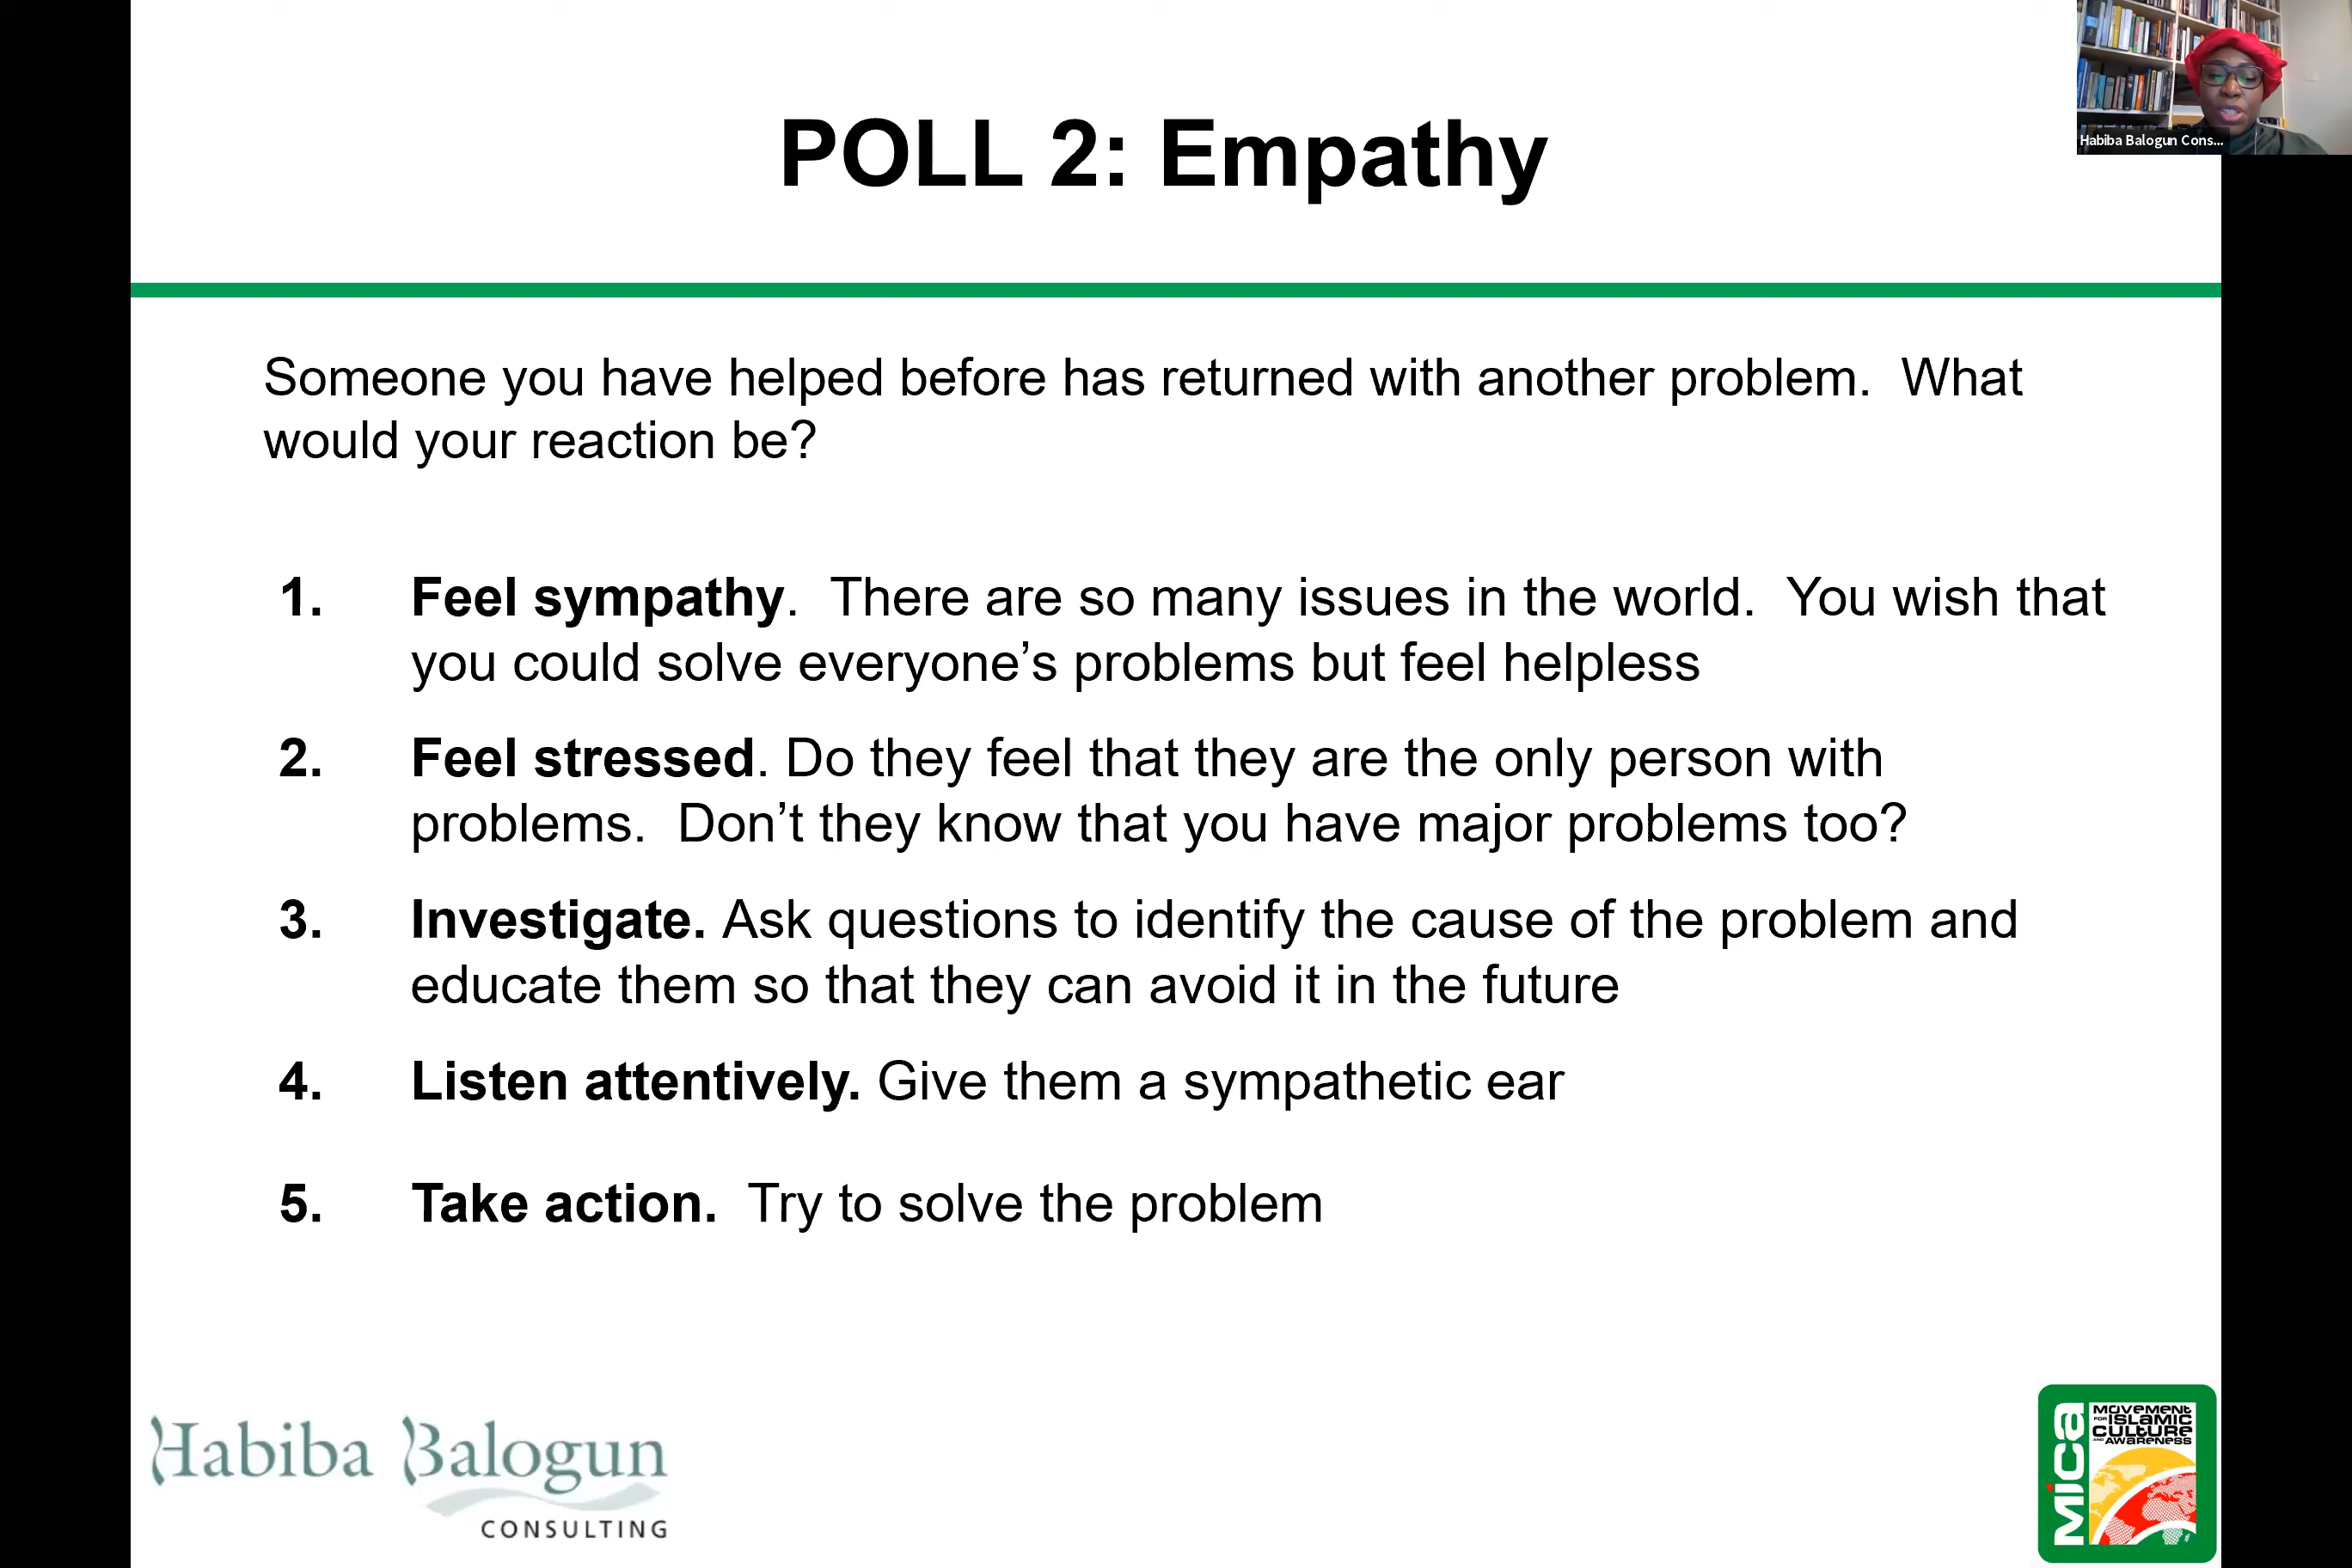 POLL 2: Empathy
Habiba Balogun Cons...
Someone you have helped before has returned with another problem.  What
would your reaction be?
1. Feel sympathy.  There are so many issues in the world.  You wish that
you could solve everyone’s problems but feel helpless
2. Feel stressed. Do they feel that they are the only person with
problems.  Don’t they know that you have major problems too?
3. Investigate. Ask questions to identify the cause of the problem and
educate them so that they can avoid it in the future
4. Listen attentively. Give them a sympathetic ear
5. Take action.  Try to solve the problem
Habiba Balogun
CONSULTING
Mica
MOVEMENT
FOR ISLAMIC
CULTURE
AND AWARENESS